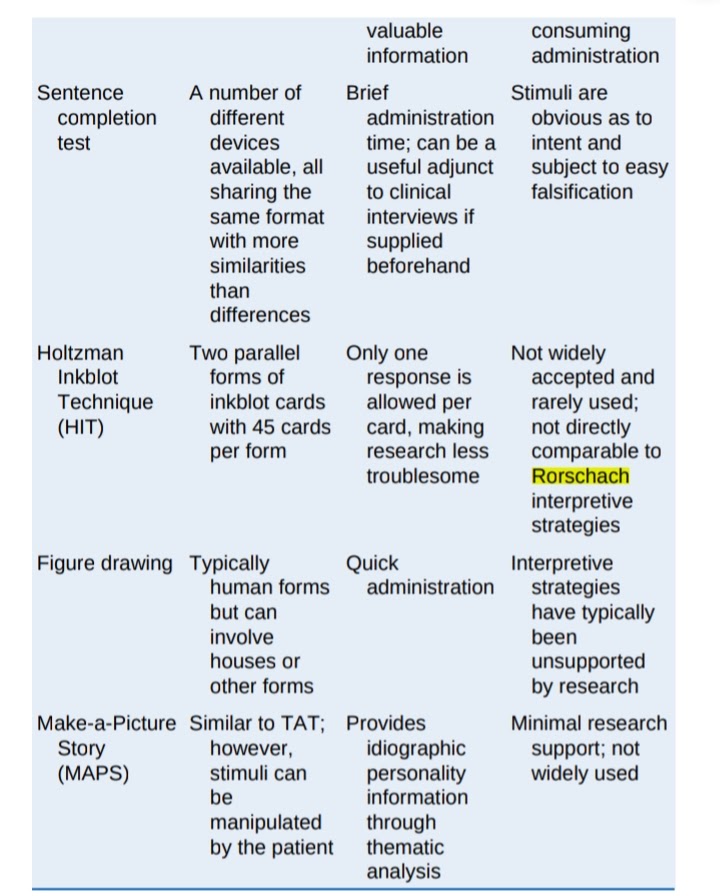 valuable information
consuming administration
Sentence completion test
A number of different devices available, all sharing the same format with more similarities than differences
Brief administration time; can be a useful adjunct to clinical interviews if supplied beforehand
Stimuli are obvious as to intent and subject to easy falsification
Holtzman Inkblot Technique (HIT)
Two parallel forms of inkblot cards with 45 cards per form
Only one response is allowed per card, making research less troublesome
Not widely accepted and rarely used; not directly comparable to Rorschach interpretive strategies
Figure drawing
Typically human forms but can involve houses or other forms
Quick administration
Interpretive strategies have typically been unsupported by research
Make-a-Picture Story (MAPS)
Similar to TAT; however, stimuli can be manipulated by the patient
Provides idiographic personality information through thematic analysis
Minimal research support; not widely used